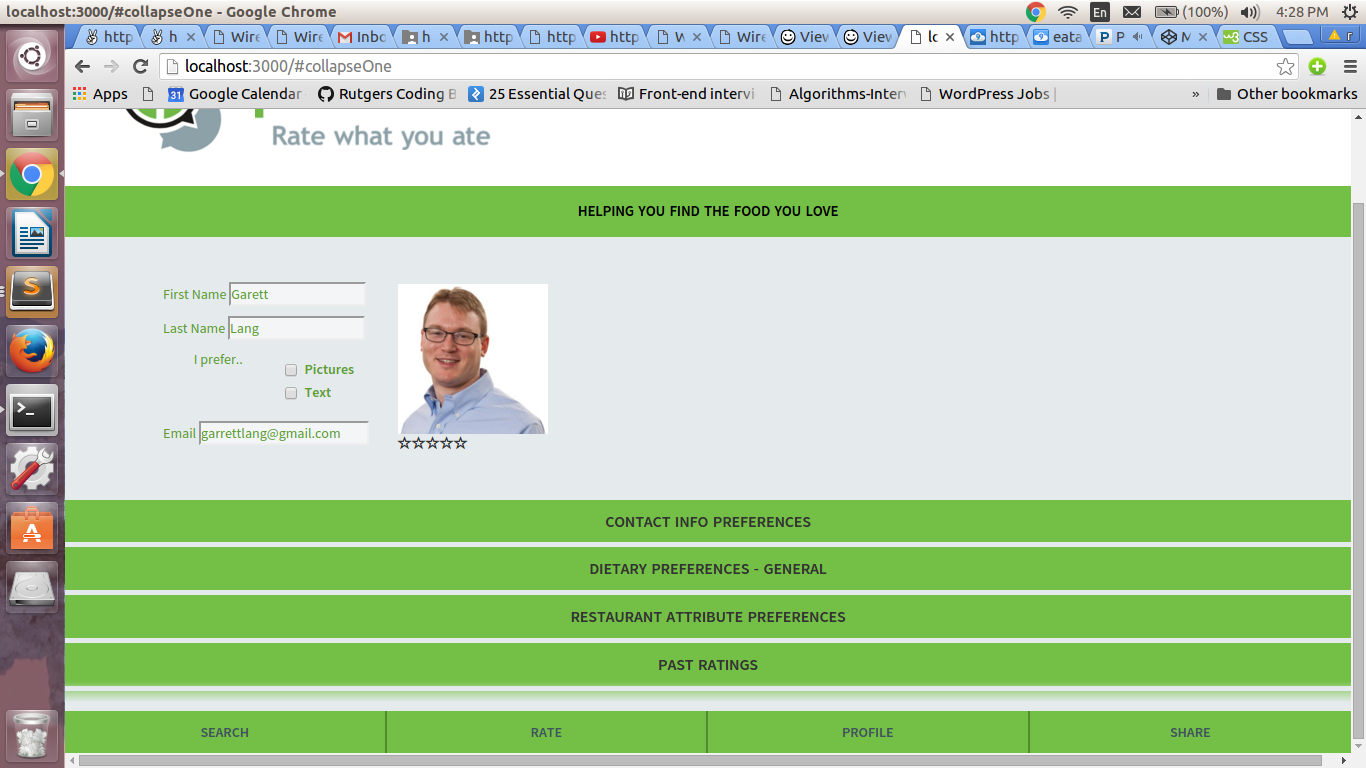 localhost:3000/#collapseOne - Google Chrome
En
(100%)
4:28 PM
http
h
Wire
Wire
Inbo
h
http
http
http
W
Wire
View
View
lo
http
eata
P
M
CSS
r
localhost:3000/#collapseOne
Apps
31
Google Calendar
Rutgers Coding B
25 Essential Ques
Front-end intervi
Algorithms-Interv
WordPress Jobs |
»
Other bookmarks
Rate what you ate
HELPING YOU FIND THE FOOD YOU LOVE
First Name Garett
Last Name Lang
I prefer..
Pictures
Text
Email garrettlang@gmail.com
CONTACT INFO PREFERENCES
DIETARY PREFERENCES - GENERAL
RESTAURANT ATTRIBUTE PREFERENCES
PAST RATINGS
SEARCH
RATE
PROFILE
SHARE